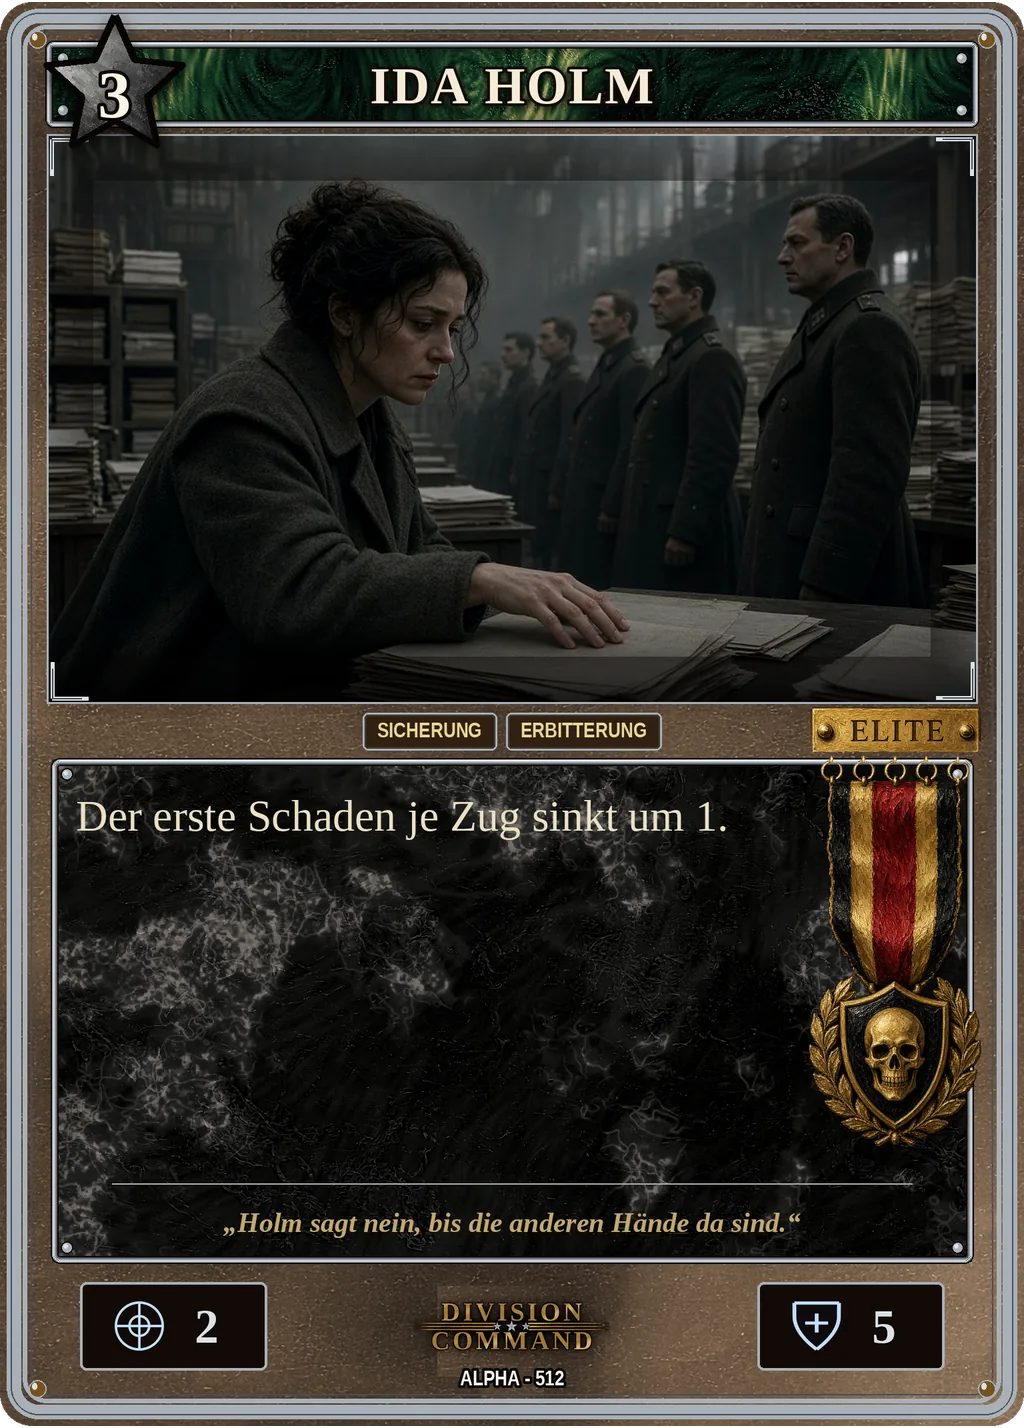 3
IDA HOLM
SICHERUNG
ERBITTERUNG
ELITE
Der erste Schaden je Zug sinkt um 1.
„Holm sagt nein, bis die anderen Hände da sind.“
2
DIVISION
COMMAND
5
ALPHA - 512